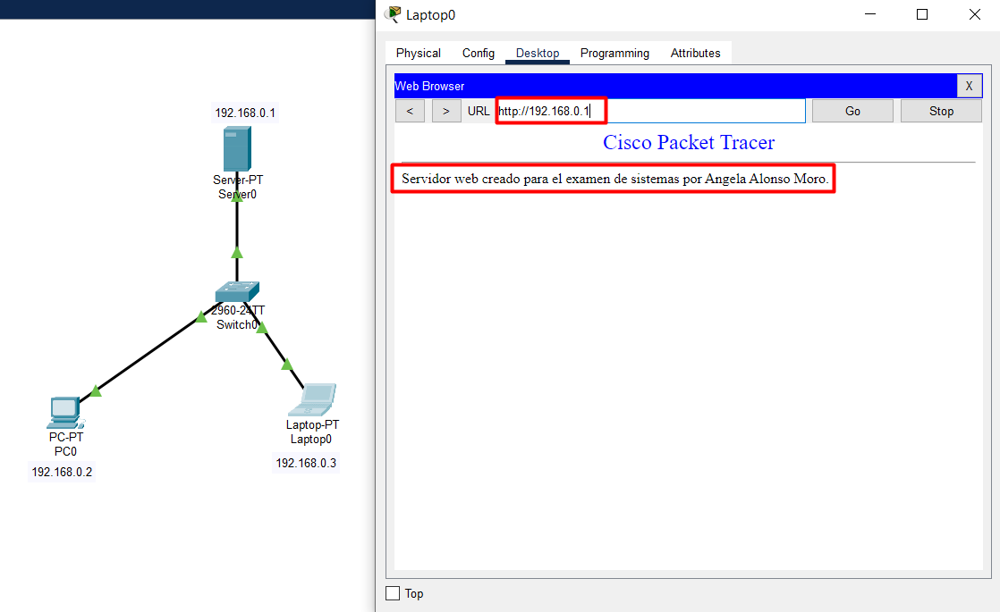 Laptop0
Physical Config Desktop Programming Attributes
Web Browser X
< > URL http://192.168.0.1 Go Stop
Cisco Packet Tracer
Servidor web creado para el examen de sistemas por Angela Alonso Moro.
Top
192.168.0.1
Server-PT
Server0
2960-24TT
Switch0
PC-PT
PC0
192.168.0.2
Laptop-PT
Laptop0
192.168.0.3